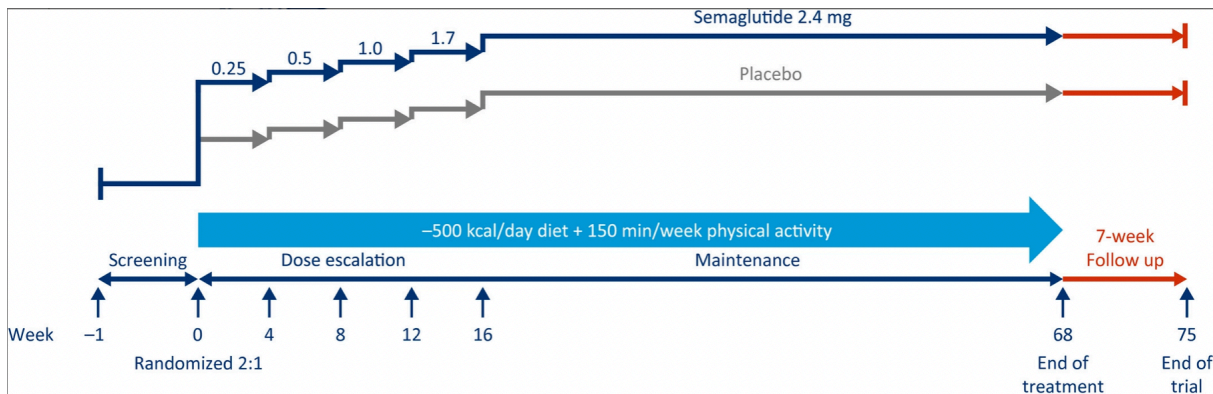 Semaglutide 2.4 mg
0.25
0.5
1.0
1.7
Placebo
–500 kcal/day diet + 150 min/week physical activity
Screening
Dose escalation
Maintenance
7-week
Follow up
Week
–1
0
4
8
12
16
68
75
Randomized 2:1
End of
treatment
End of
trial